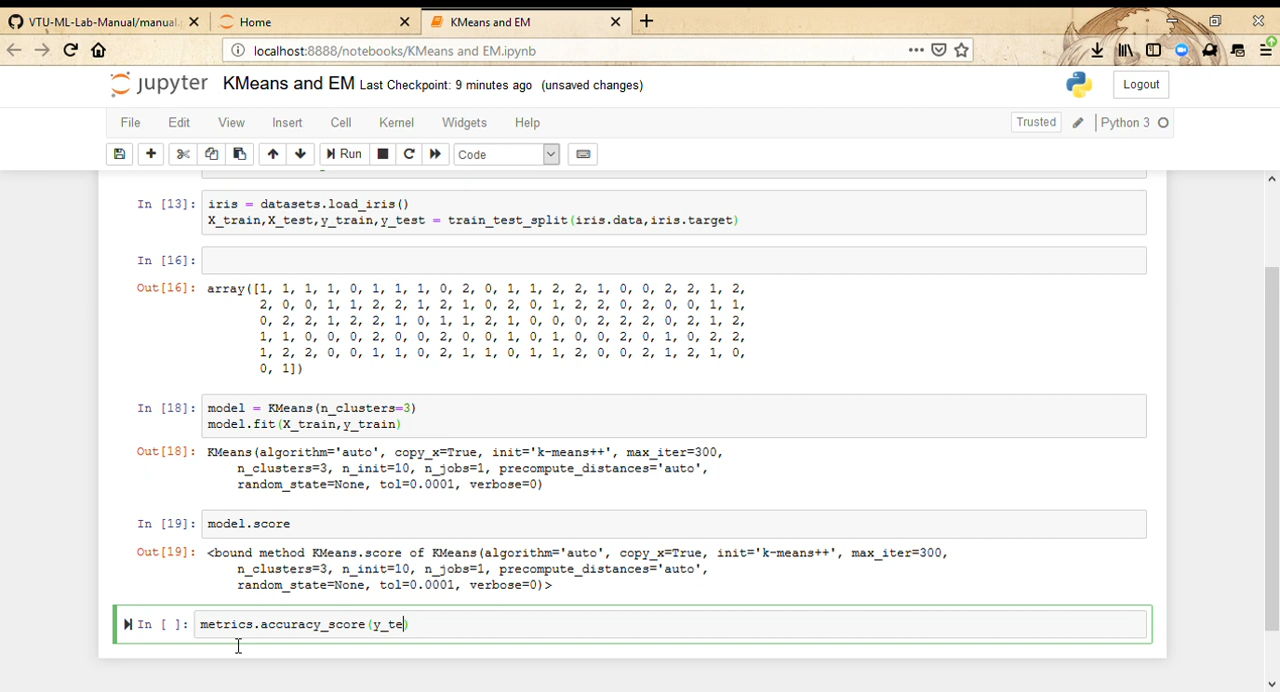 VTU-ML-Lab-Manual/manual.
Home
KMeans and EM
localhost:8888/notebooks/KMeans and EM.ipynb
jupyter KMeans and EM Last Checkpoint: 9 minutes ago (unsaved changes)
Logout
File Edit View Insert Cell Kernel Widgets Help
Trusted Python 3
Run Code
In [13]: iris = datasets.load_iris()
X_train,X_test,y_train,y_test = train_test_split(iris.data,iris.target)
In [16]:
Out[16]: array([1, 1, 1, 1, 0, 1, 1, 1, 0, 2, 0, 1, 1, 2, 2, 1, 0, 0, 2, 2, 1, 2,
2, 0, 0, 1, 1, 2, 2, 1, 2, 1, 0, 2, 0, 1, 2, 2, 0, 2, 0, 0, 1, 1,
0, 2, 2, 1, 2, 2, 1, 0, 1, 1, 2, 1, 0, 0, 0, 2, 2, 2, 0, 2, 1, 2,
1, 1, 0, 0, 0, 2, 0, 0, 2, 0, 0, 1, 0, 1, 0, 0, 2, 0, 1, 0, 2, 2,
1, 2, 2, 0, 0, 1, 1, 0, 2, 1, 1, 0, 1, 1, 2, 0, 0, 2, 1, 2, 1, 0,
0, 1])
In [18]: model = KMeans(n_clusters=3)
model.fit(X_train,y_train)
Out[18]: KMeans(algorithm='auto', copy_x=True, init='k-means++', max_iter=300,
n_clusters=3, n_init=10, n_jobs=1, precompute_distances='auto',
random_state=None, tol=0.0001, verbose=0)
In [19]: model.score
Out[19]: <bound method KMeans.score of KMeans(algorithm='auto', copy_x=True, init='k-means++', max_iter=300,
n_clusters=3, n_init=10, n_jobs=1, precompute_distances='auto',
random_state=None, tol=0.0001, verbose=0)>
In [ ]: metrics.accuracy_score(y_te)